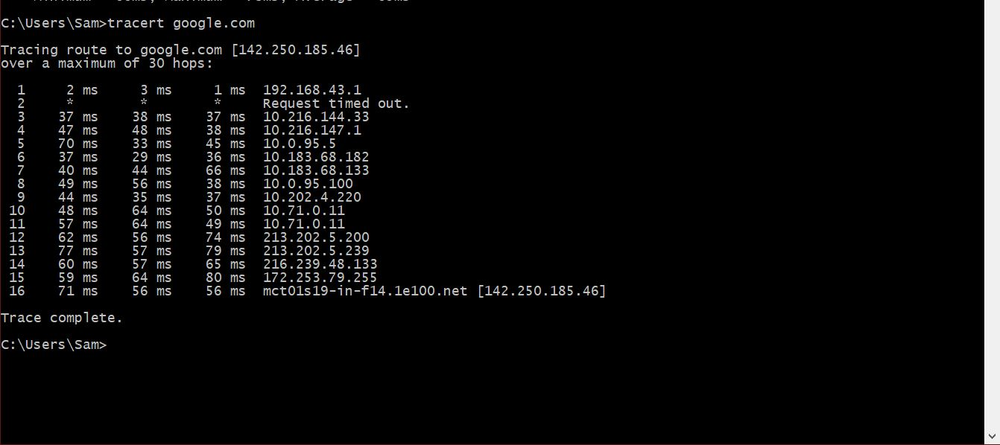 C:\Users\Sam>tracert google.com
Tracing route to google.com [142.250.185.46]
over a maximum of 30 hops:
1 2 ms 3 ms 1 ms 192.168.43.1
2 * * * Request timed out.
3 37 ms 38 ms 37 ms 10.216.144.33
4 47 ms 48 ms 38 ms 10.216.147.1
5 70 ms 33 ms 45 ms 10.0.95.5
6 37 ms 29 ms 36 ms 10.183.68.182
7 40 ms 44 ms 66 ms 10.183.68.133
8 49 ms 56 ms 38 ms 10.0.95.100
9 44 ms 35 ms 37 ms 10.202.4.220
10 48 ms 64 ms 50 ms 10.71.0.11
11 57 ms 64 ms 49 ms 10.71.0.11
12 62 ms 56 ms 74 ms 213.202.5.200
13 77 ms 57 ms 79 ms 213.202.5.239
14 60 ms 57 ms 65 ms 216.239.48.133
15 59 ms 64 ms 80 ms 172.253.79.255
16 71 ms 56 ms 56 ms mct01s19-in-f14.1e100.net [142.250.185.46]
Trace complete.
C:\Users\Sam>